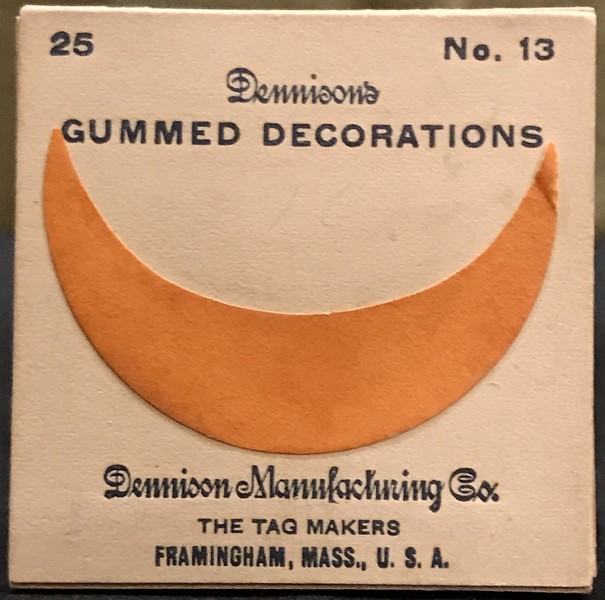 25 No. 13
Dennison's
GUMMED DECORATIONS
Dennison Manufacturing Co.
THE TAG MAKERS
FRAMINGHAM, MASS., U. S. A.